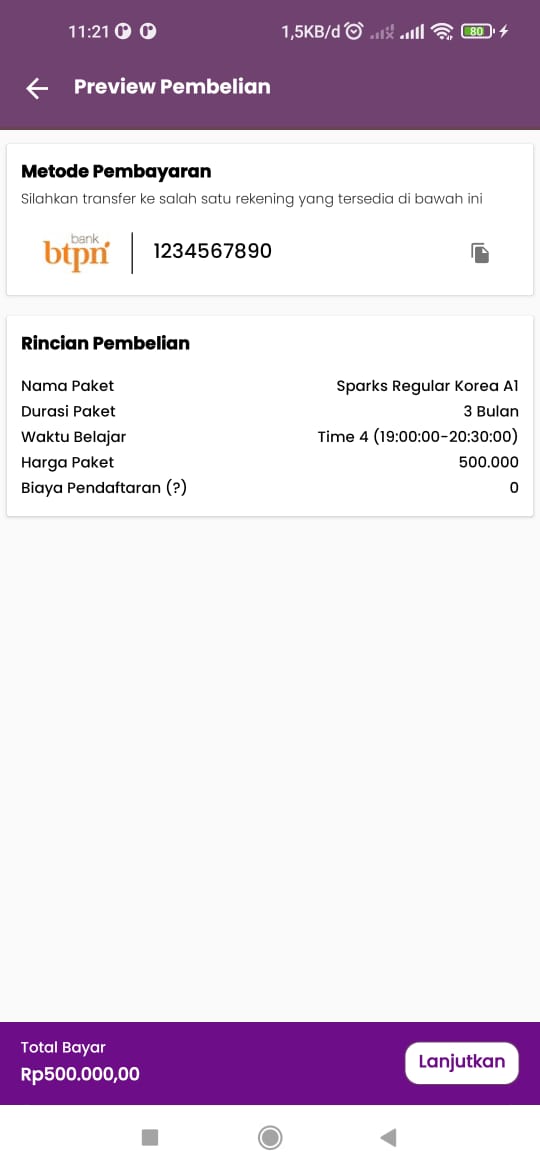 11:21 1,5KB/d 80
Preview Pembelian
Metode Pembayaran
Silahkan transfer ke salah satu rekening yang tersedia di bawah ini
bank
btpn
1234567890
Rincian Pembelian
Nama Paket Sparks Regular Korea A1
Durasi Paket 3 Bulan
Waktu Belajar Time 4 (19:00:00-20:30:00)
Harga Paket 500.000
Biaya Pendaftaran (?) 0
Total Bayar
Rp500.000,00
Lanjutkan